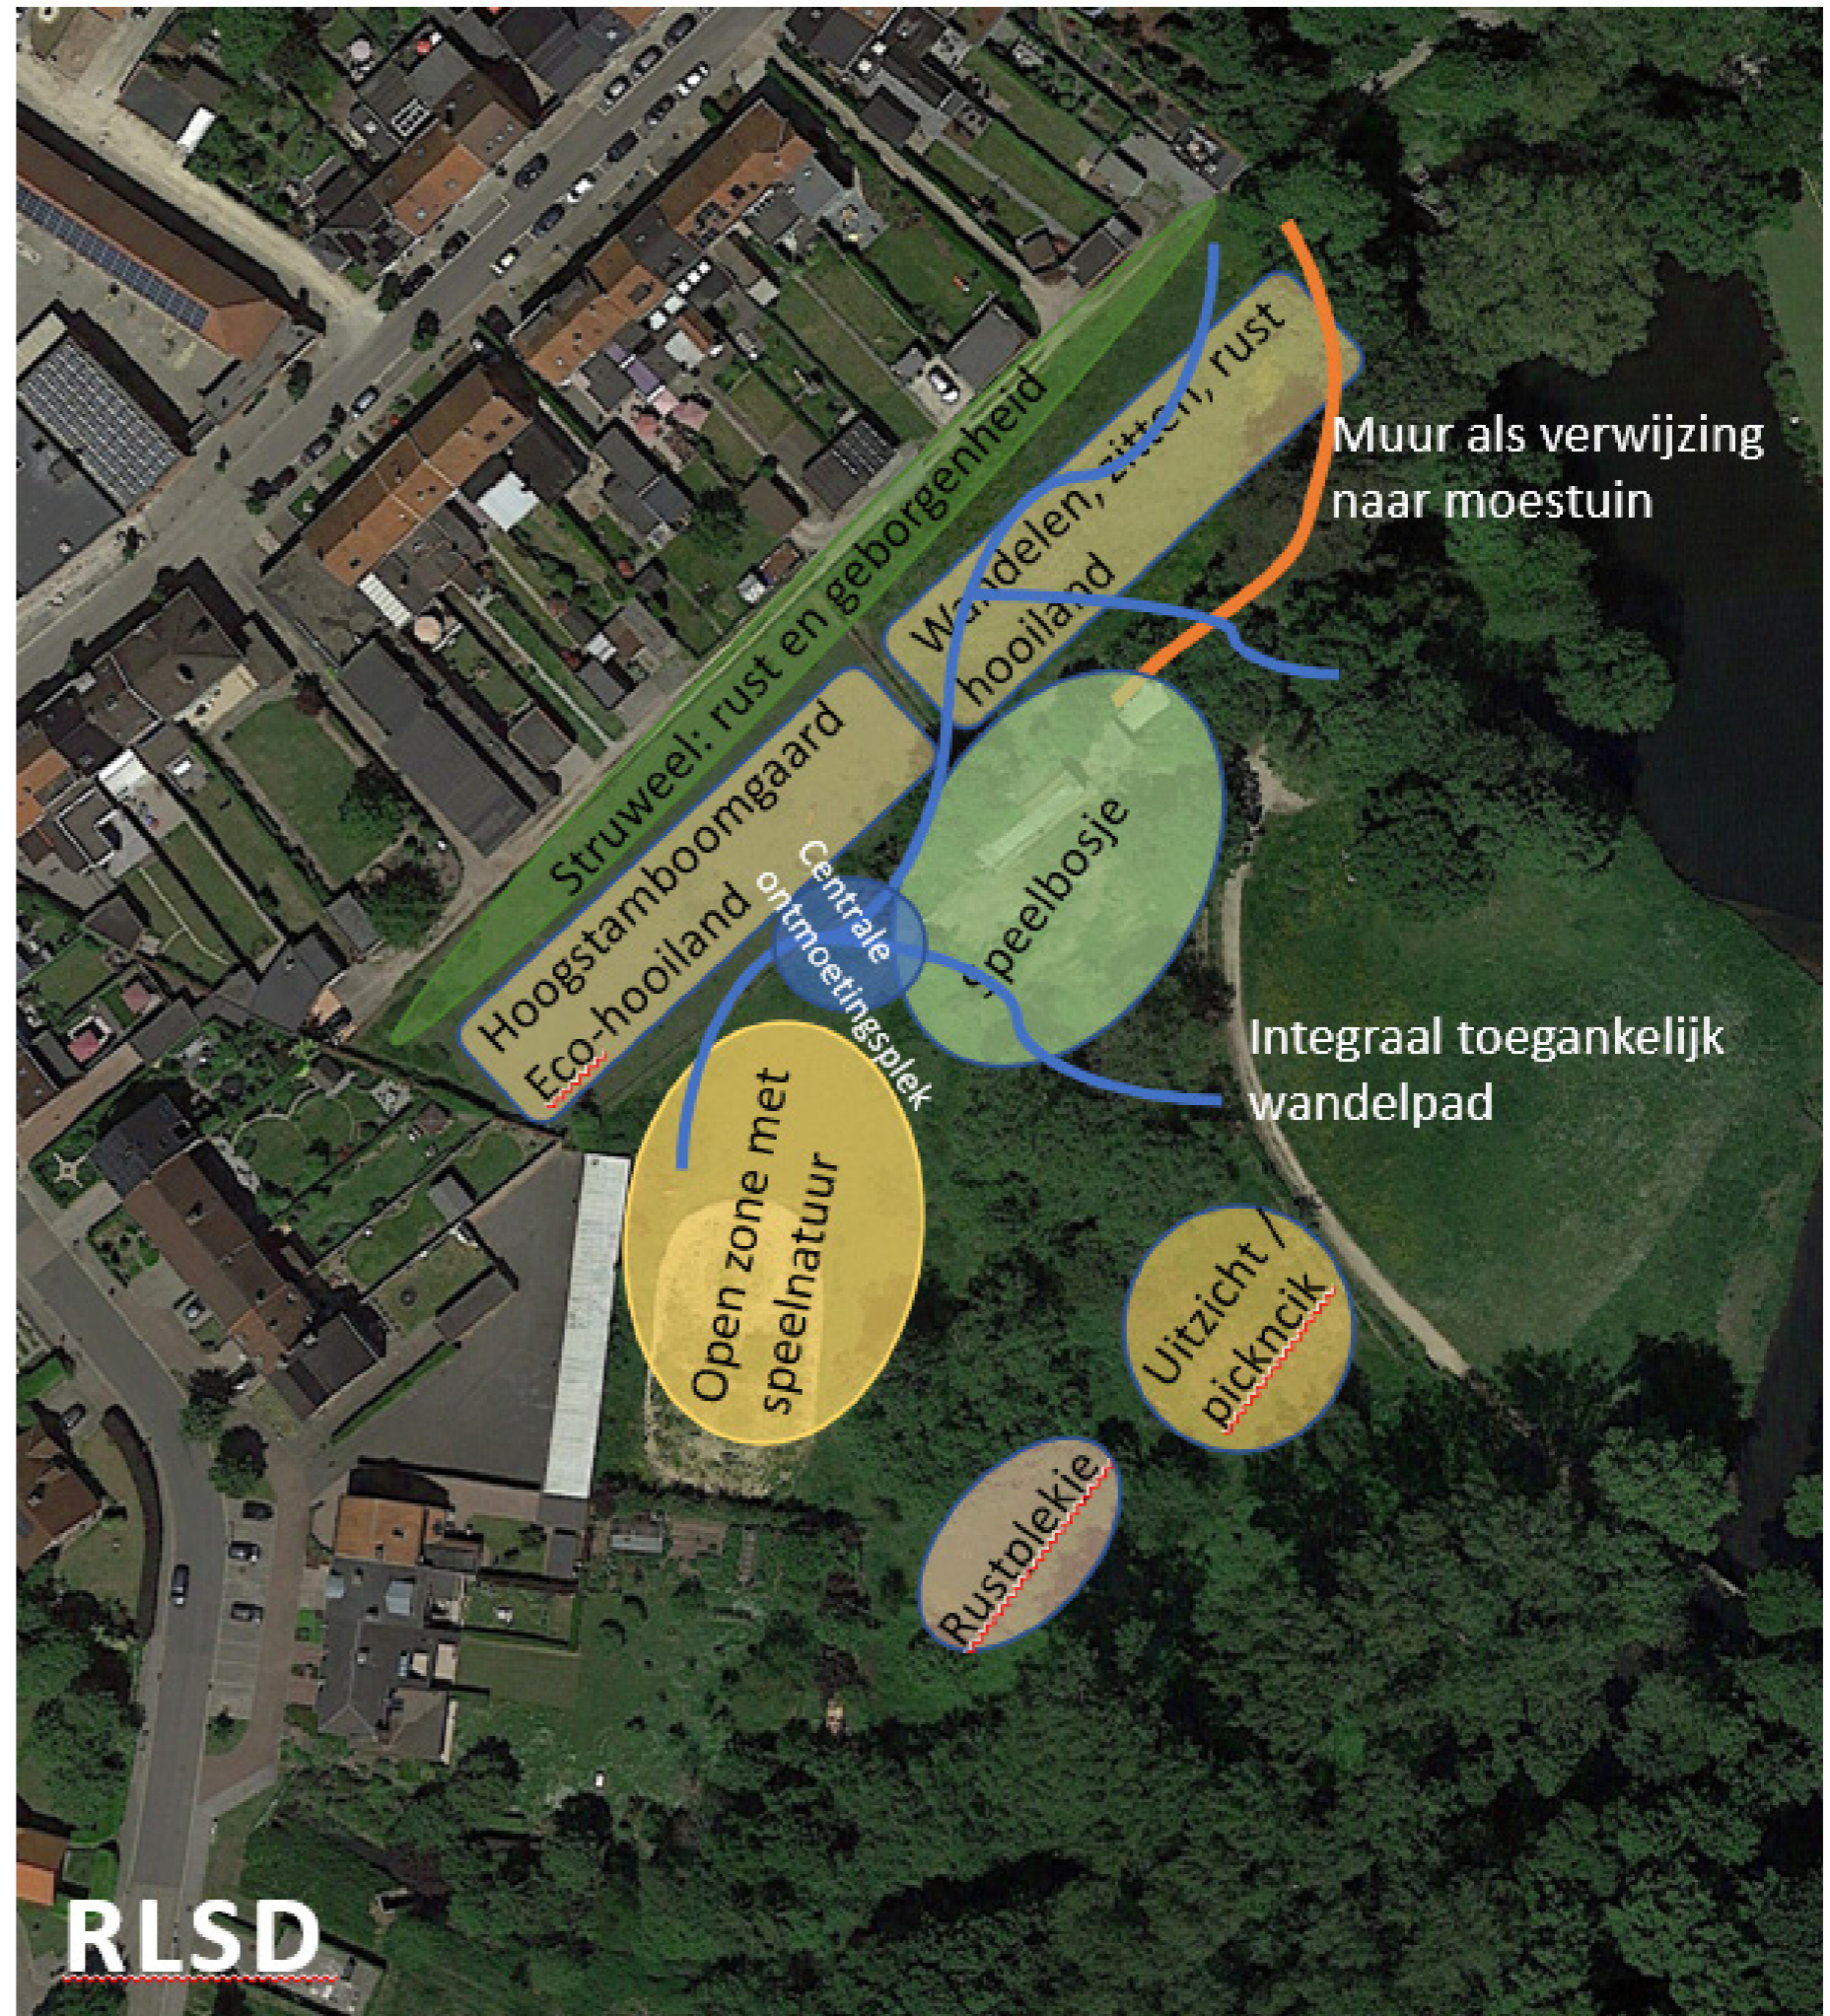 Struweel: rust en geborgenheid
Wandelen, zitten, rust
hooiland
Muur als verwijzing
naar moestuin
Hoogstamboomgaard
Eco-hooiland
Centrale
ontmoetingsplek
Speelbosje
Integraal toegankelijk
wandelpad
Open zone met
speelnatuur
Uitzicht /
pickncik
Rustplekje
RLSD